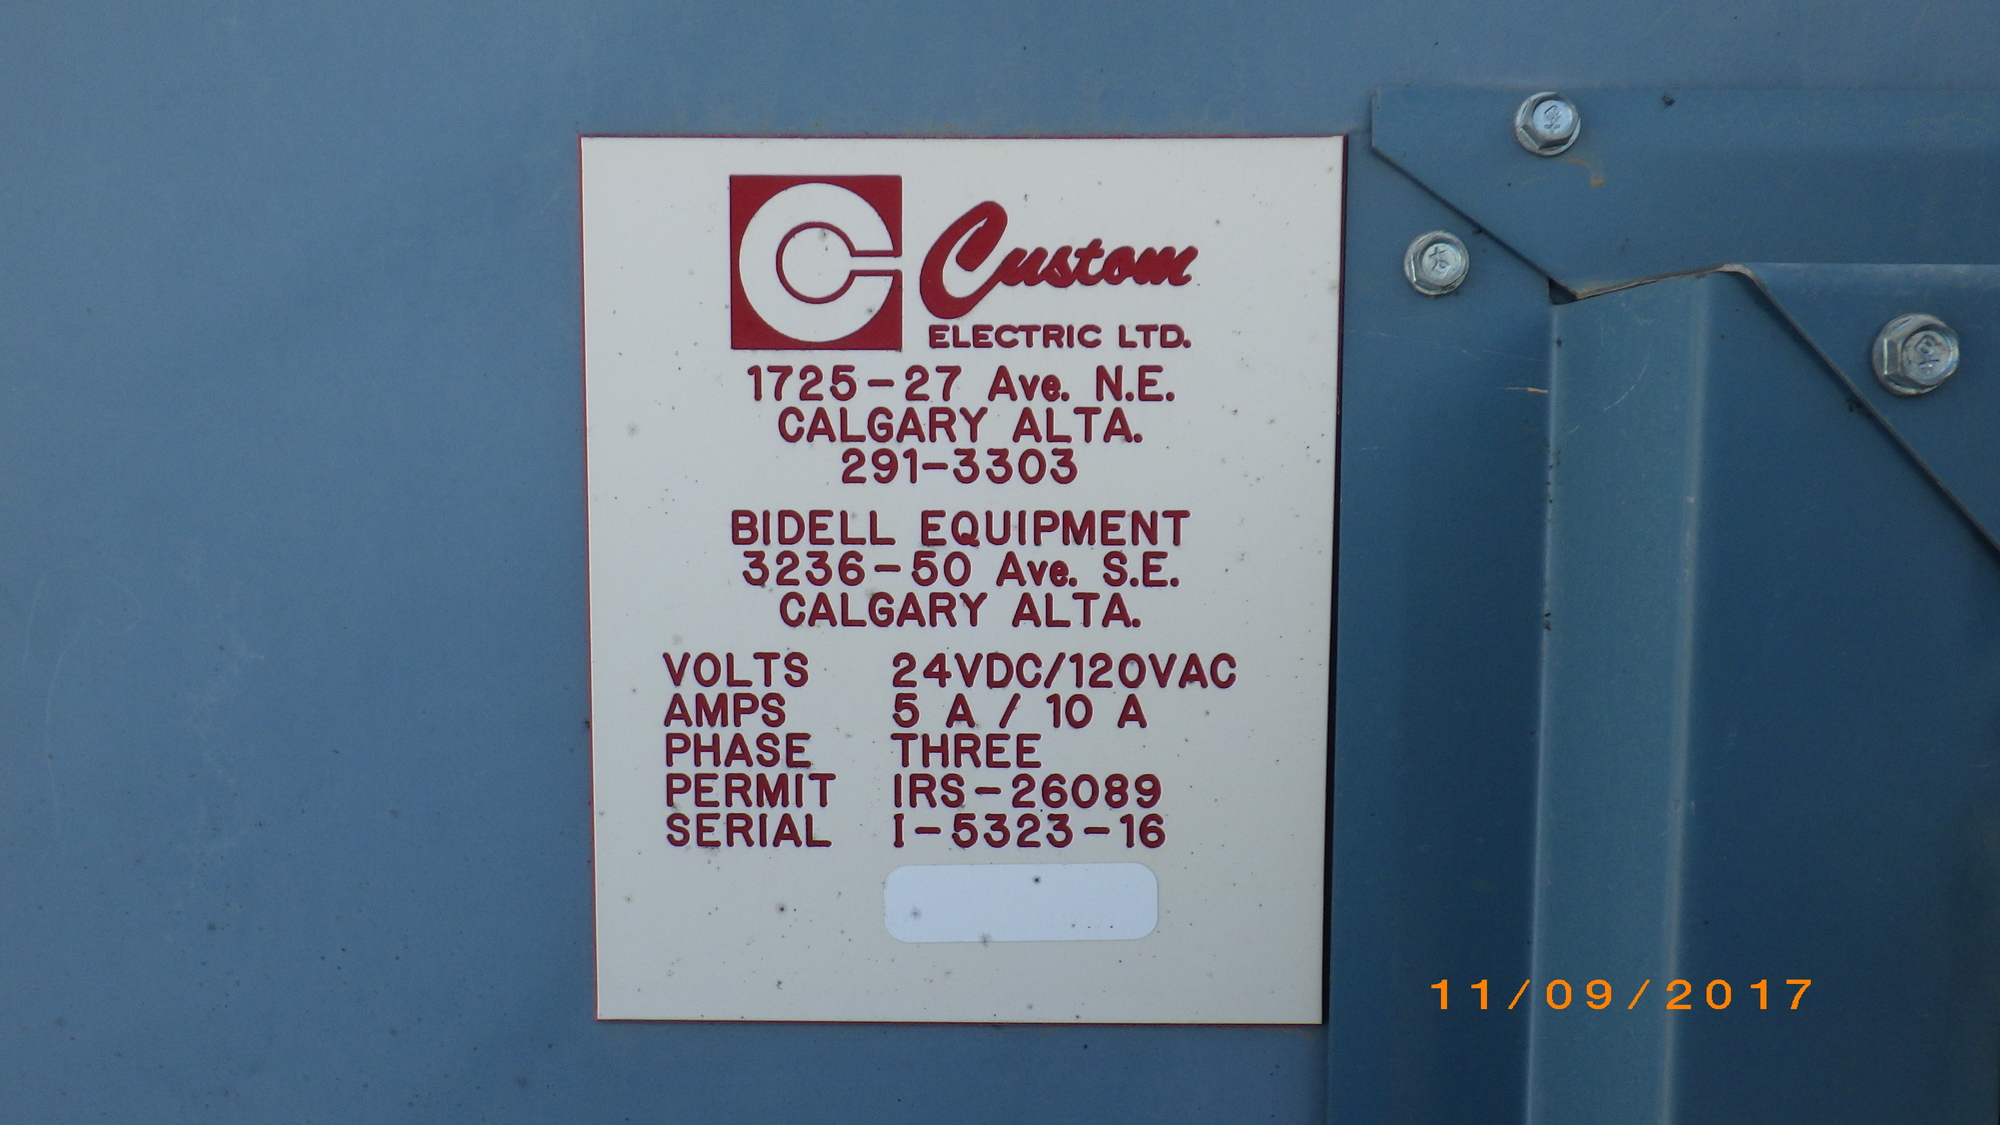 Custom
ELECTRIC LTD.
1725-27 Ave. N.E.
CALGARY ALTA.
291-3303
BIDELL EQUIPMENT
3236-50 Ave. S.E.
CALGARY ALTA.
VOLTS 24VDC/120VAC
AMPS 5 A / 10 A
PHASE THREE
PERMIT IRS-26089
SERIAL I-5323-16
11/09/2017